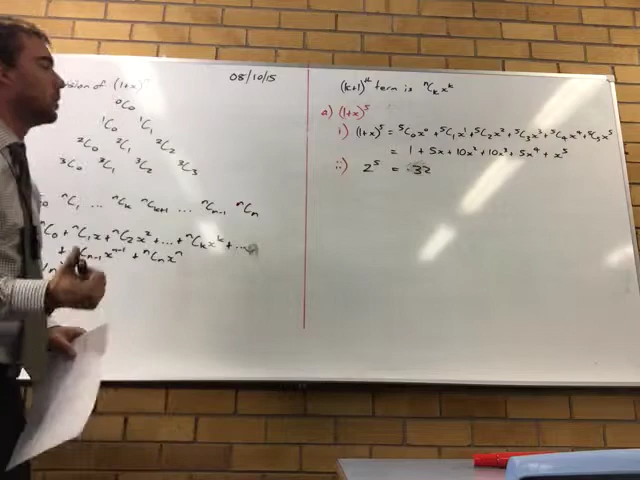 ⁿ of (1+x)ⁿ
08/10/15
⁰C₀
¹C₀ ¹C₁
²C₀ ²C₁ ²C₂
³C₀ ³C₁ ³C₂ ³C₃
ⁿC₁ ... ⁿCₖ ⁿCₖ₊₁ ... ⁿCₙ₋₁ ⁿCₙ
ⁿC₀ + ⁿC₁x + ⁿC₂x² + ... + ⁿCₖxᵏ + ...
+ ⁿCₙ₋₁xⁿ⁻¹ + ⁿCₙxⁿ
(k+1)ᵗʰ term is ⁿCₖxᵏ
a) (1+x)⁵
i) (1+x)⁵ = ⁵C₀x⁰ + ⁵C₁x¹ + ⁵C₂x² + ⁵C₃x³ + ⁵C₄x⁴ + ⁵C₅x⁵
= 1 + 5x + 10x² + 10x³ + 5x⁴ + x⁵
ii) 2⁵ = 32